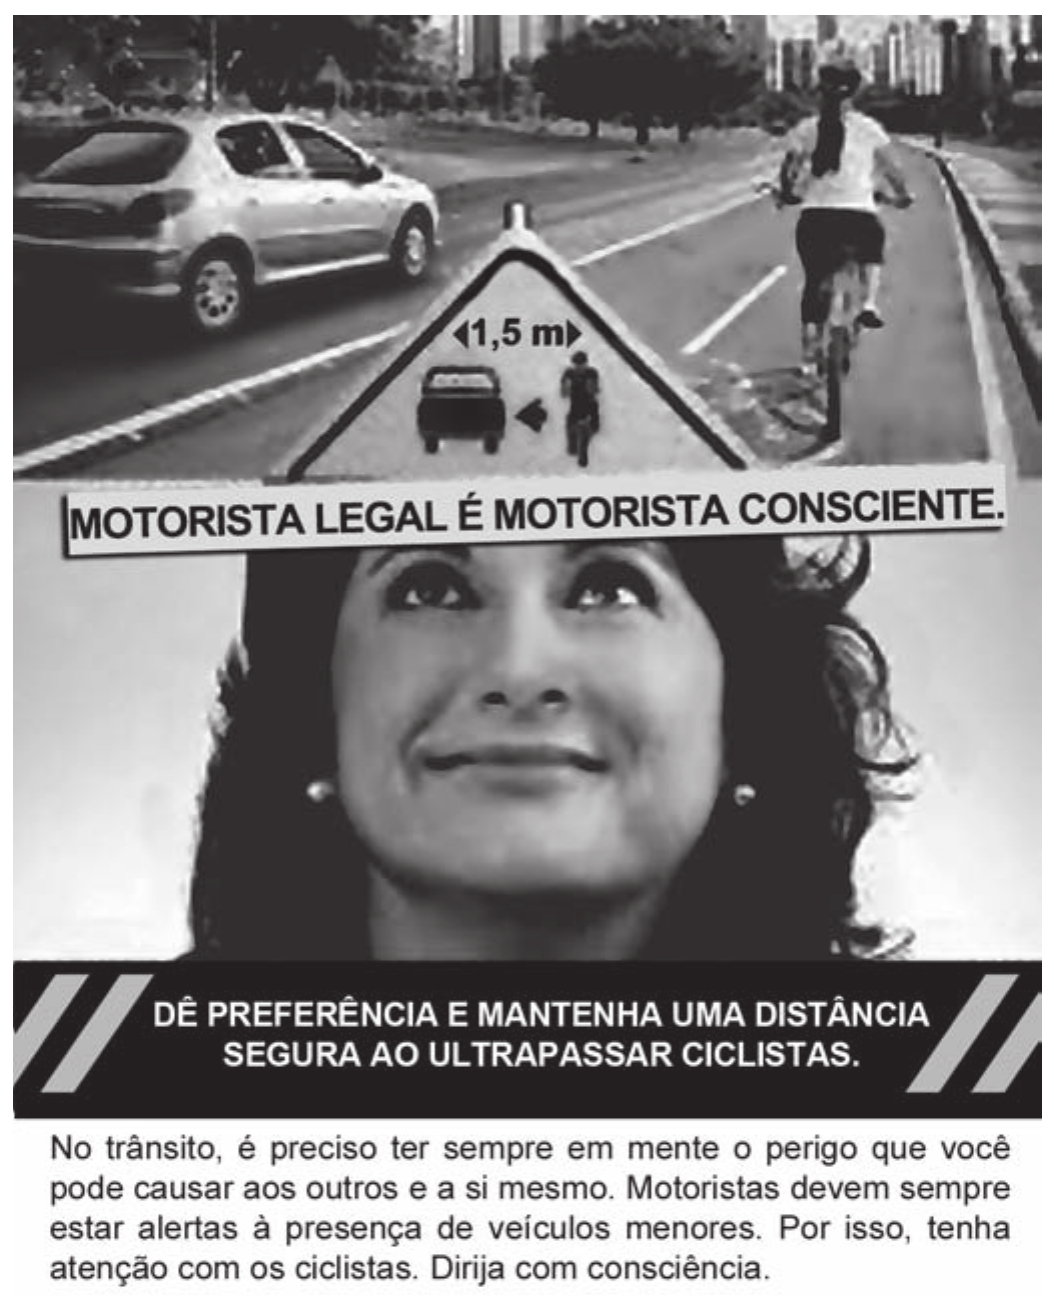 1,5 m
MOTORISTA LEGAL É MOTORISTA CONSCIENTE.
DÊ PREFERÊNCIA E MANTENHA UMA DISTÂNCIA
SEGURA AO ULTRAPASSAR CICLISTAS.
No trânsito, é preciso ter sempre em mente o perigo que você
pode causar aos outros e a si mesmo. Motoristas devem sempre
estar alertas à presença de veículos menores. Por isso, tenha
atenção com os ciclistas. Dirija com consciência.